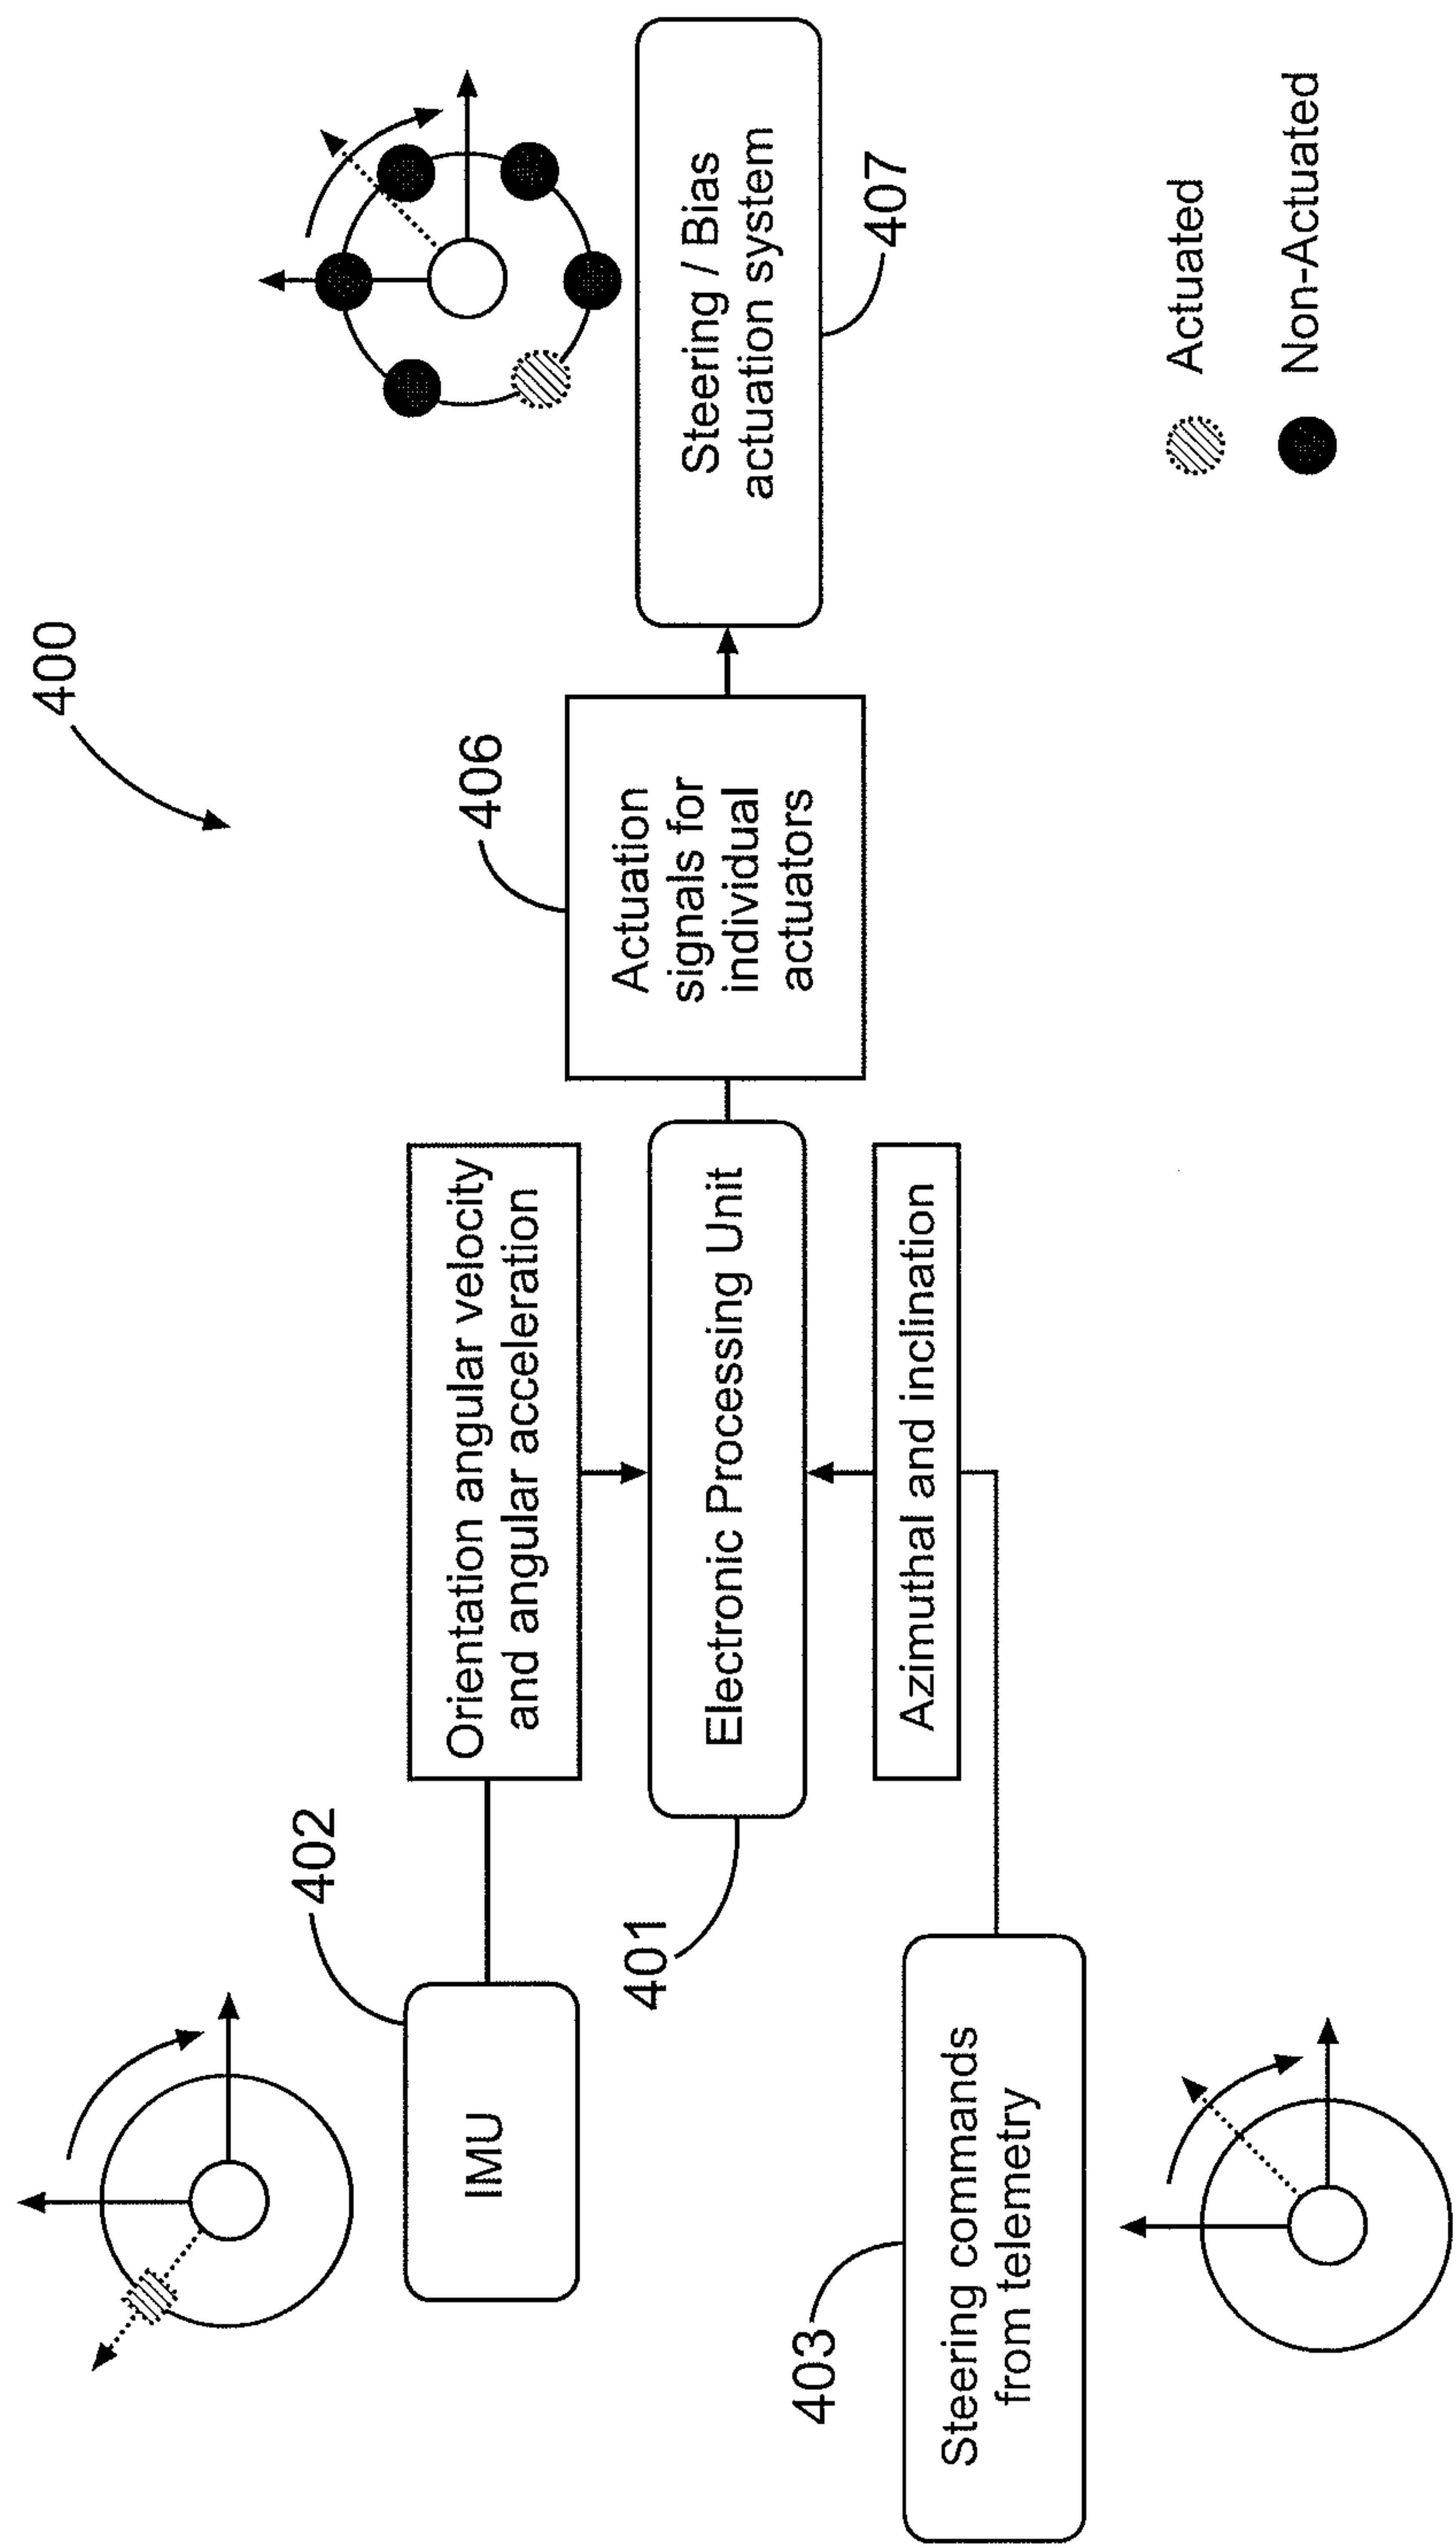 400
402
IMU
Orientation angular velocity
and angular acceleration
401
Electronic Processing Unit
403
Steering commands
from telemetry
Azimuthal and inclination
406
Actuation
signals for
individual
actuators
Steering / Bias
actuation system
407
Actuated
Non-Actuated